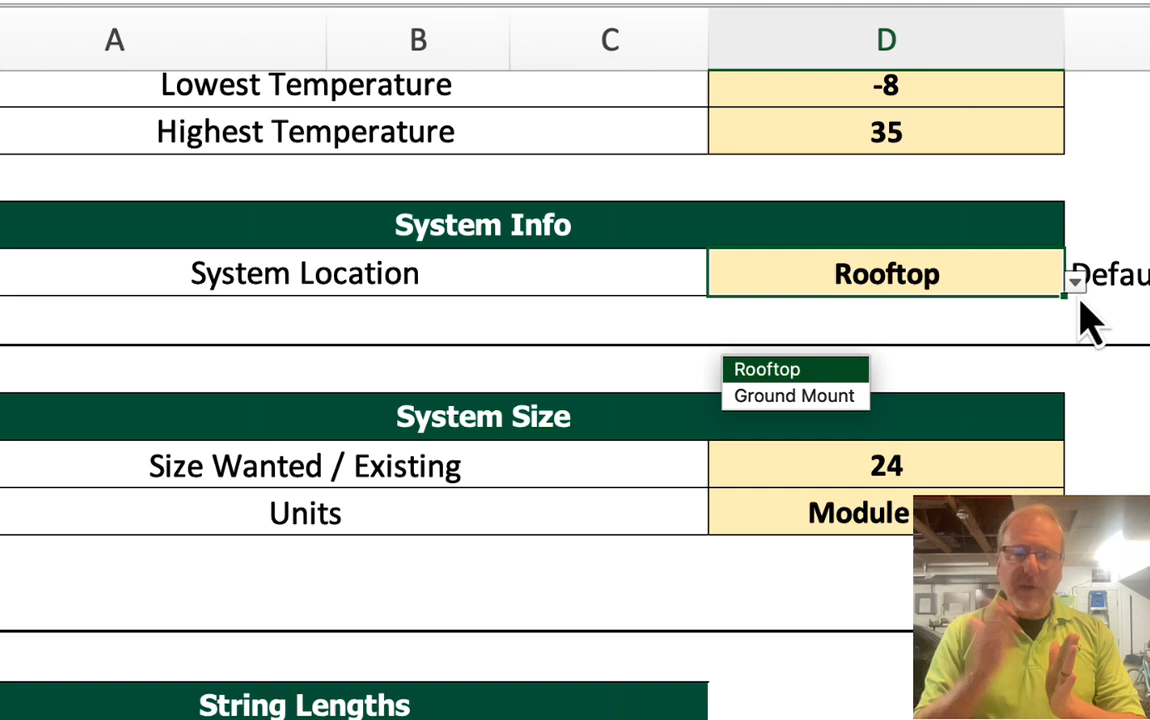 A B C D
Lowest Temperature -8
Highest Temperature 35
System Info
System Location Rooftop Defau
Rooftop
Ground Mount
System Size
Size Wanted / Existing 24
Units Module
String Lengths